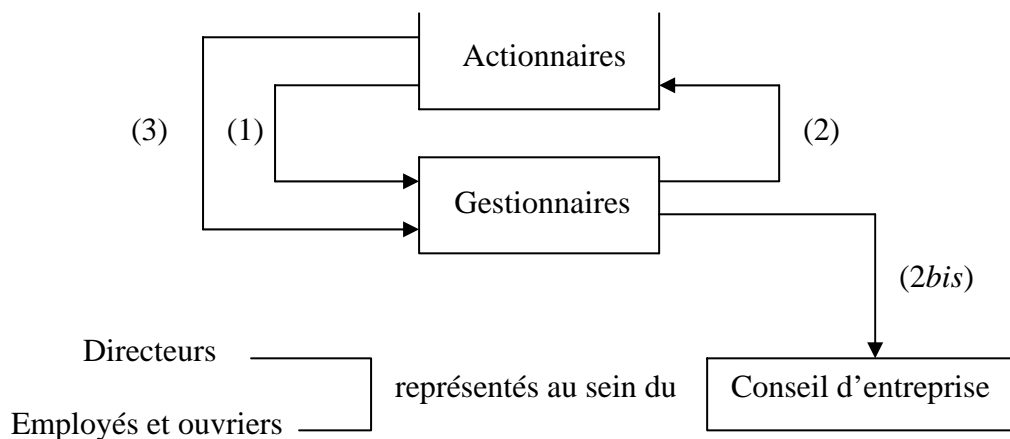 Actionnaires
(3)
(1)
(2)
Gestionnaires
(2bis)
Directeurs
représentés au sein du
Conseil d’entreprise
Employés et ouvriers